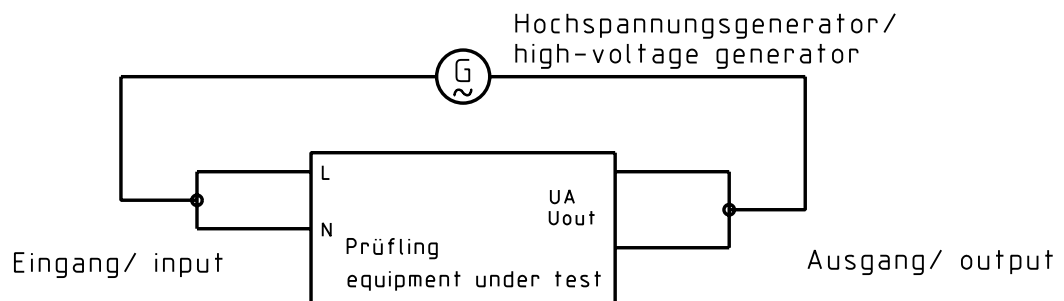 Hochspannungsgenerator/
high-voltage generator
G
~
L
UA
Uout
N
Prüfling
equipment under test
Eingang/ input
Ausgang/ output